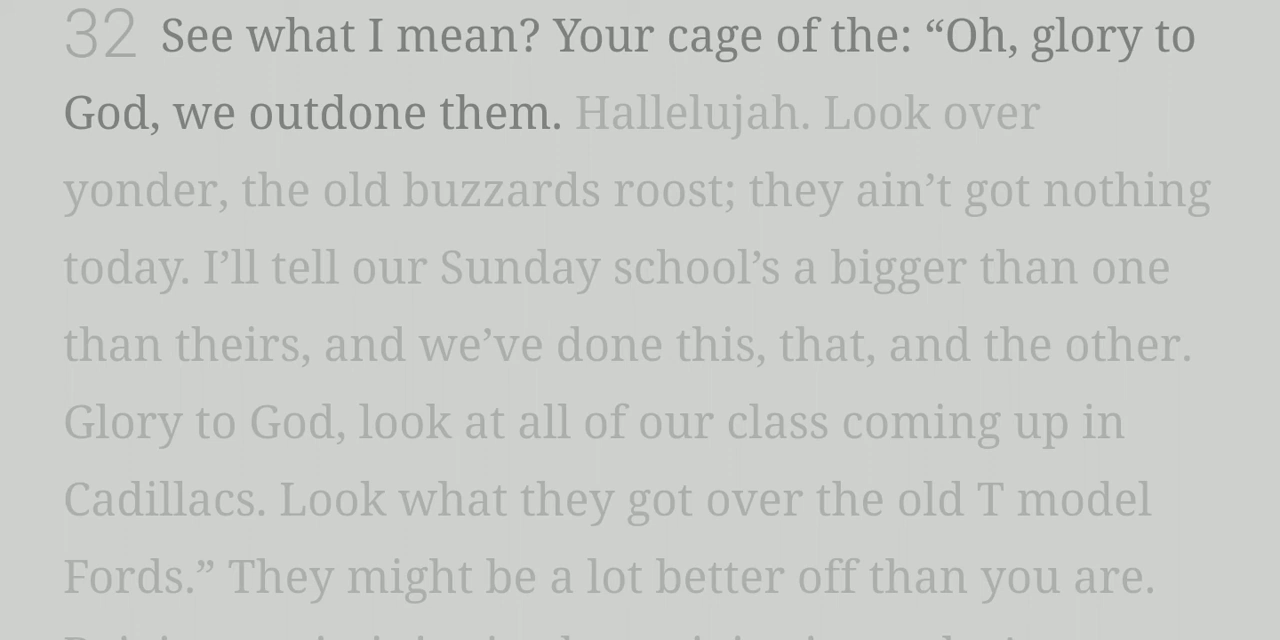 32 See what I mean? Your cage of the: “Oh, glory to
God, we outdone them. Hallelujah. Look over
yonder, the old buzzards roost; they ain’t got nothing
today. I’ll tell our Sunday school’s a bigger than one
than theirs, and we’ve done this, that, and the other.
Glory to God, look at all of our class coming up in
Cadillacs. Look what they got over the old T model
Fords.” They might be a lot better off than you are.